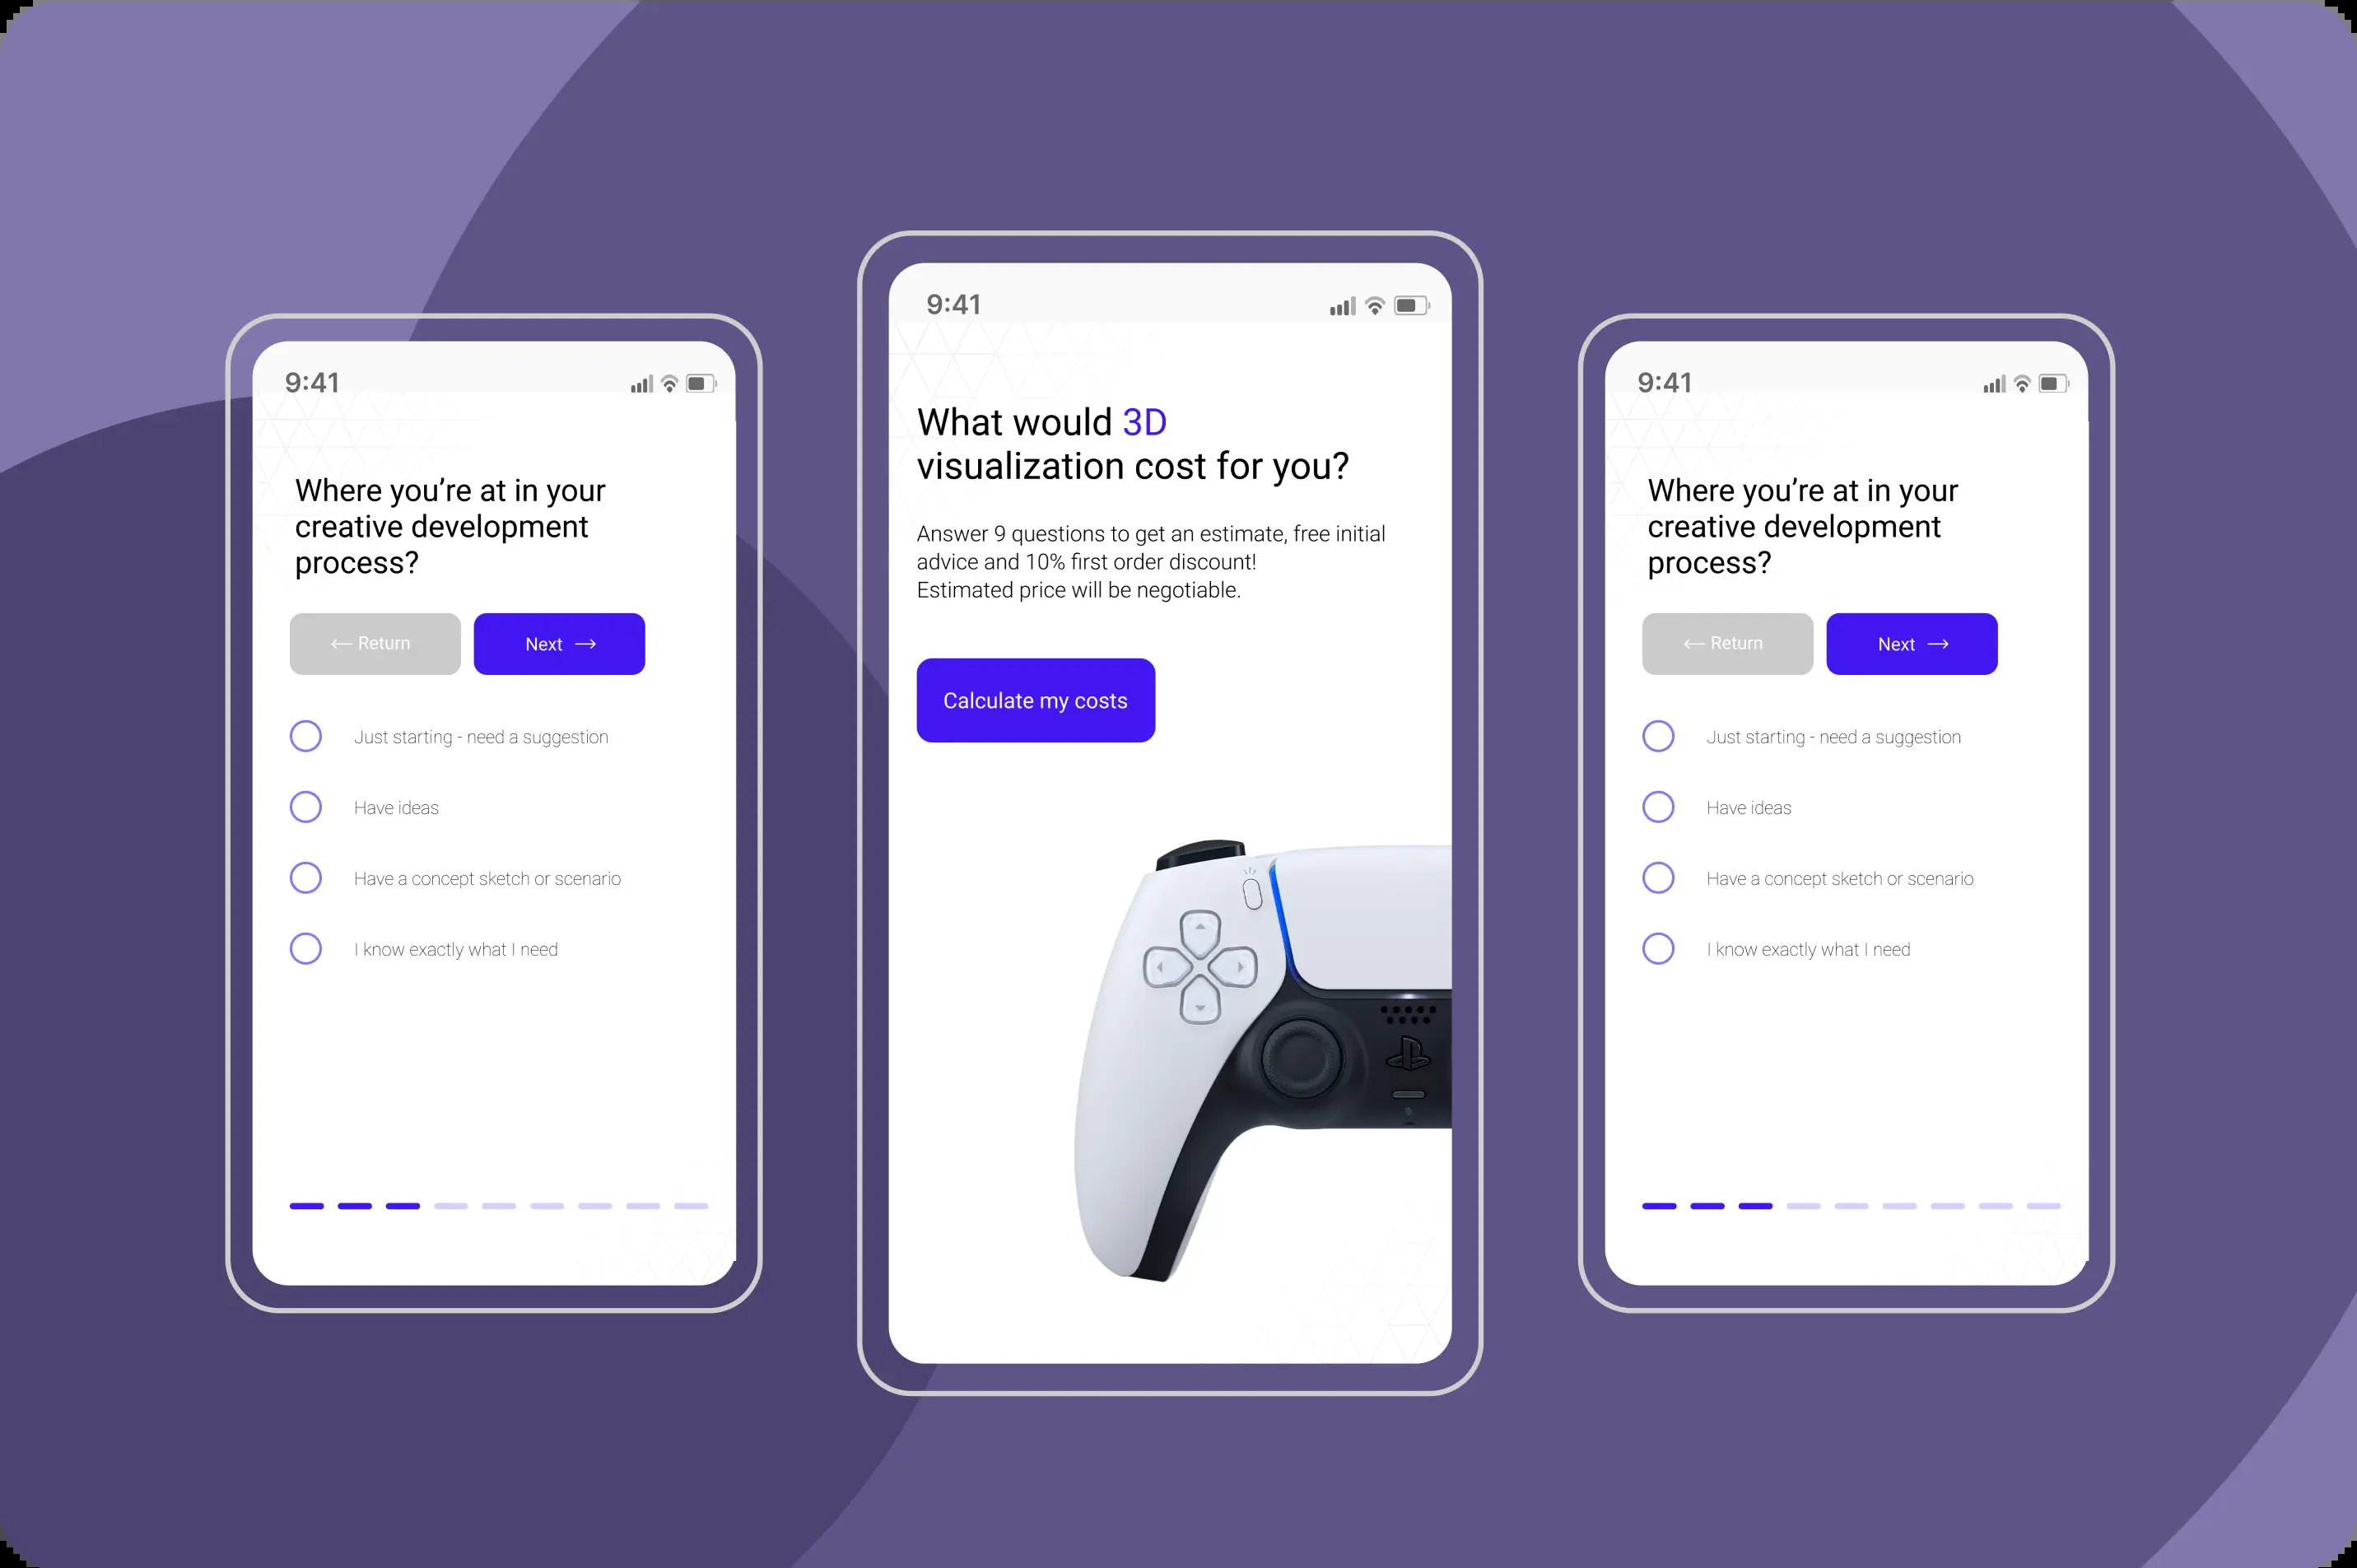 9:41
Where you’re at in your
creative development
process?
← Return
Next →
Just starting - need a suggestion
Have ideas
Have a concept sketch or scenario
I know exactly what I need
9:41
What would 3D
visualization cost for you?
Answer 9 questions to get an estimate, free initial
advice and 10% first order discount!
Estimated price will be negotiable.
Calculate my costs
9:41
Where you’re at in your
creative development
process?
← Return
Next →
Just starting - need a suggestion
Have ideas
Have a concept sketch or scenario
I know exactly what I need